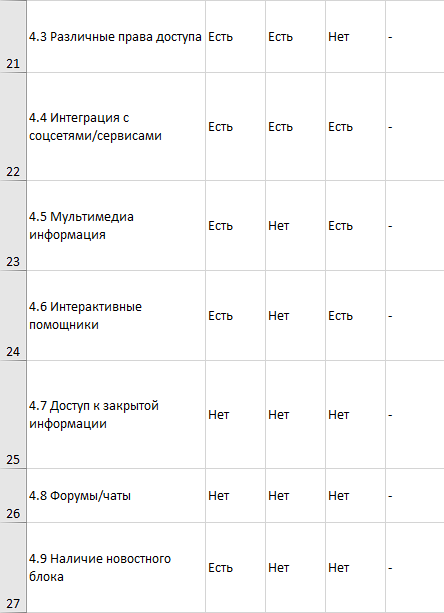 21 4.3 Различные права доступа Есть Есть Нет -
22 4.4 Интеграция с
соцсетями/сервисами Есть Есть Есть -
23 4.5 Мультимедиа
информация Есть Нет Есть -
24 4.6 Интерактивные
помощники Есть Нет Есть -
25 4.7 Доступ к закрытой
информации Нет Нет Нет -
26 4.8 Форумы/чаты Нет Нет Нет -
27 4.9 Наличие новостного
блока Есть Нет Нет -